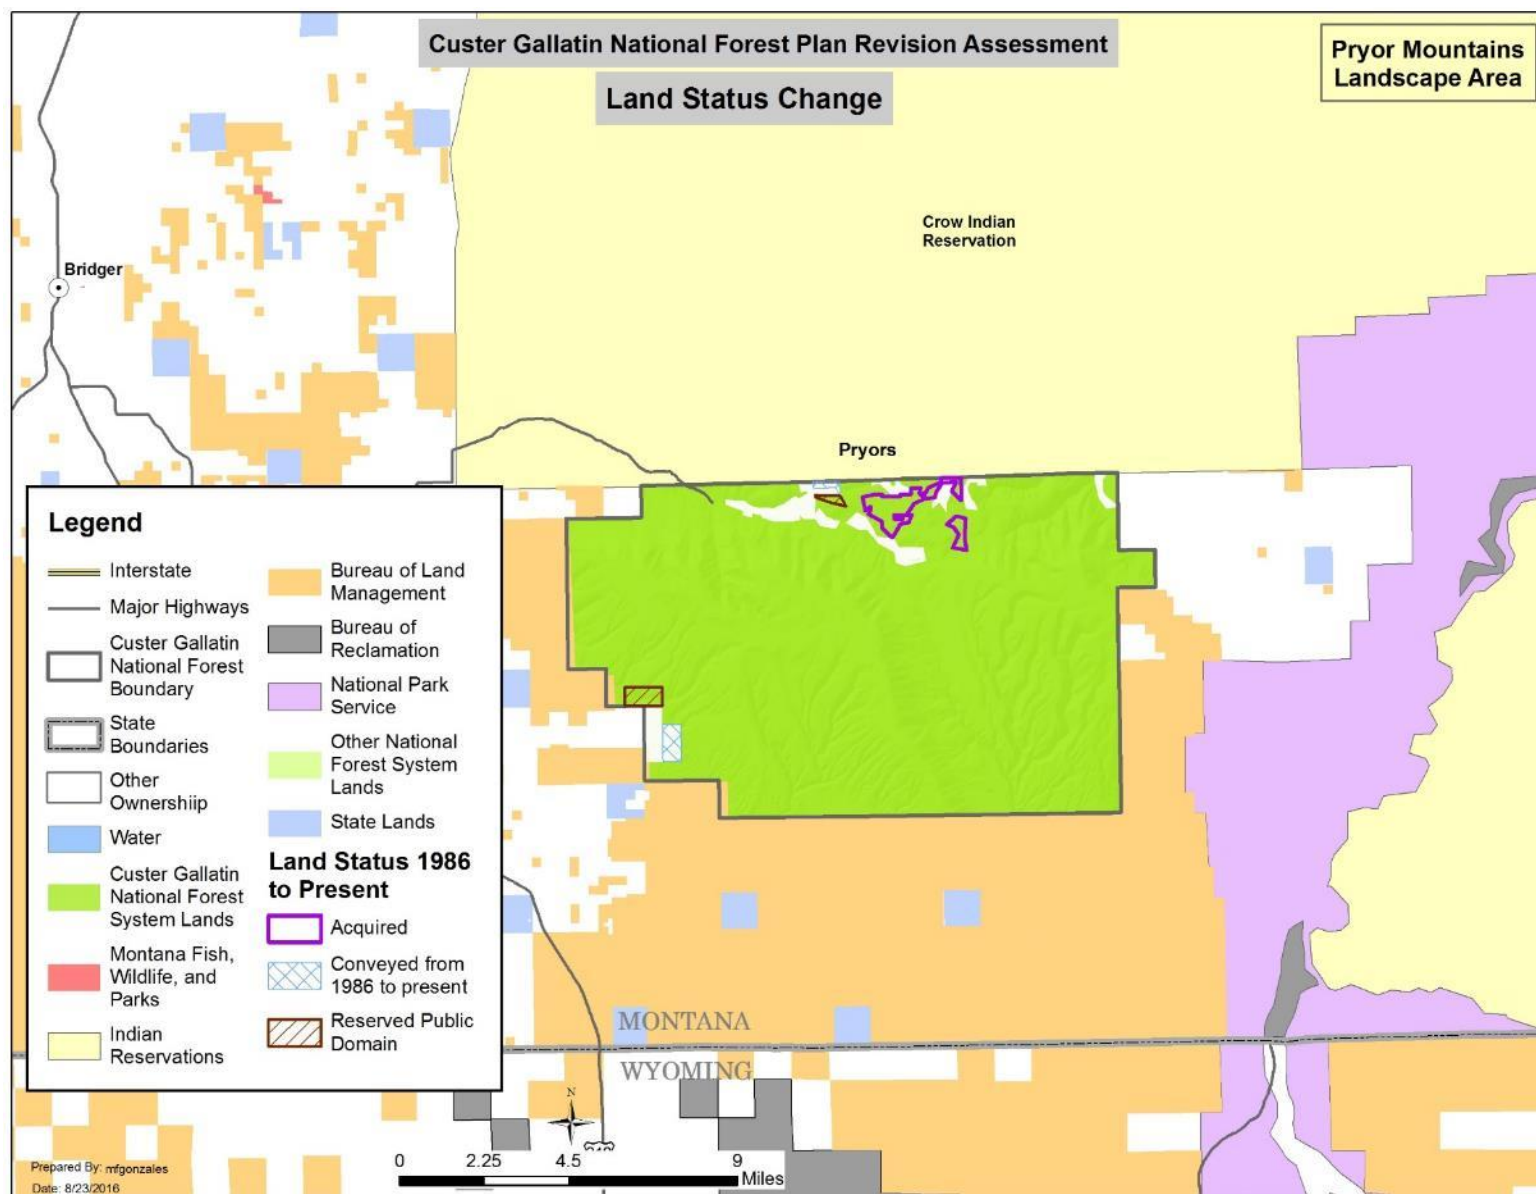 Custer Gallatin National Forest Plan Revision Assessment
Land Status Change
Pryor Mountains
Landscape Area
Crow Indian
Reservation
Bridger
Pryors
Legend
Interstate
Major Highways
Custer Gallatin
National Forest
Boundary
State
Boundaries
Other
Ownershiip
Water
Custer Gallatin
National Forest
System Lands
Montana Fish,
Wildlife, and
Parks
Indian
Reservations
Bureau of Land
Management
Bureau of
Reclamation
National Park
Service
Other National
Forest System
Lands
State Lands
Land Status 1986
to Present
Acquired
Conveyed from
1986 to present
Reserved Public
Domain
MONTANA
WYOMING
N
0 2.25 4.5 9
Miles
Prepared By: mfgonzales
Date: 8/23/2016